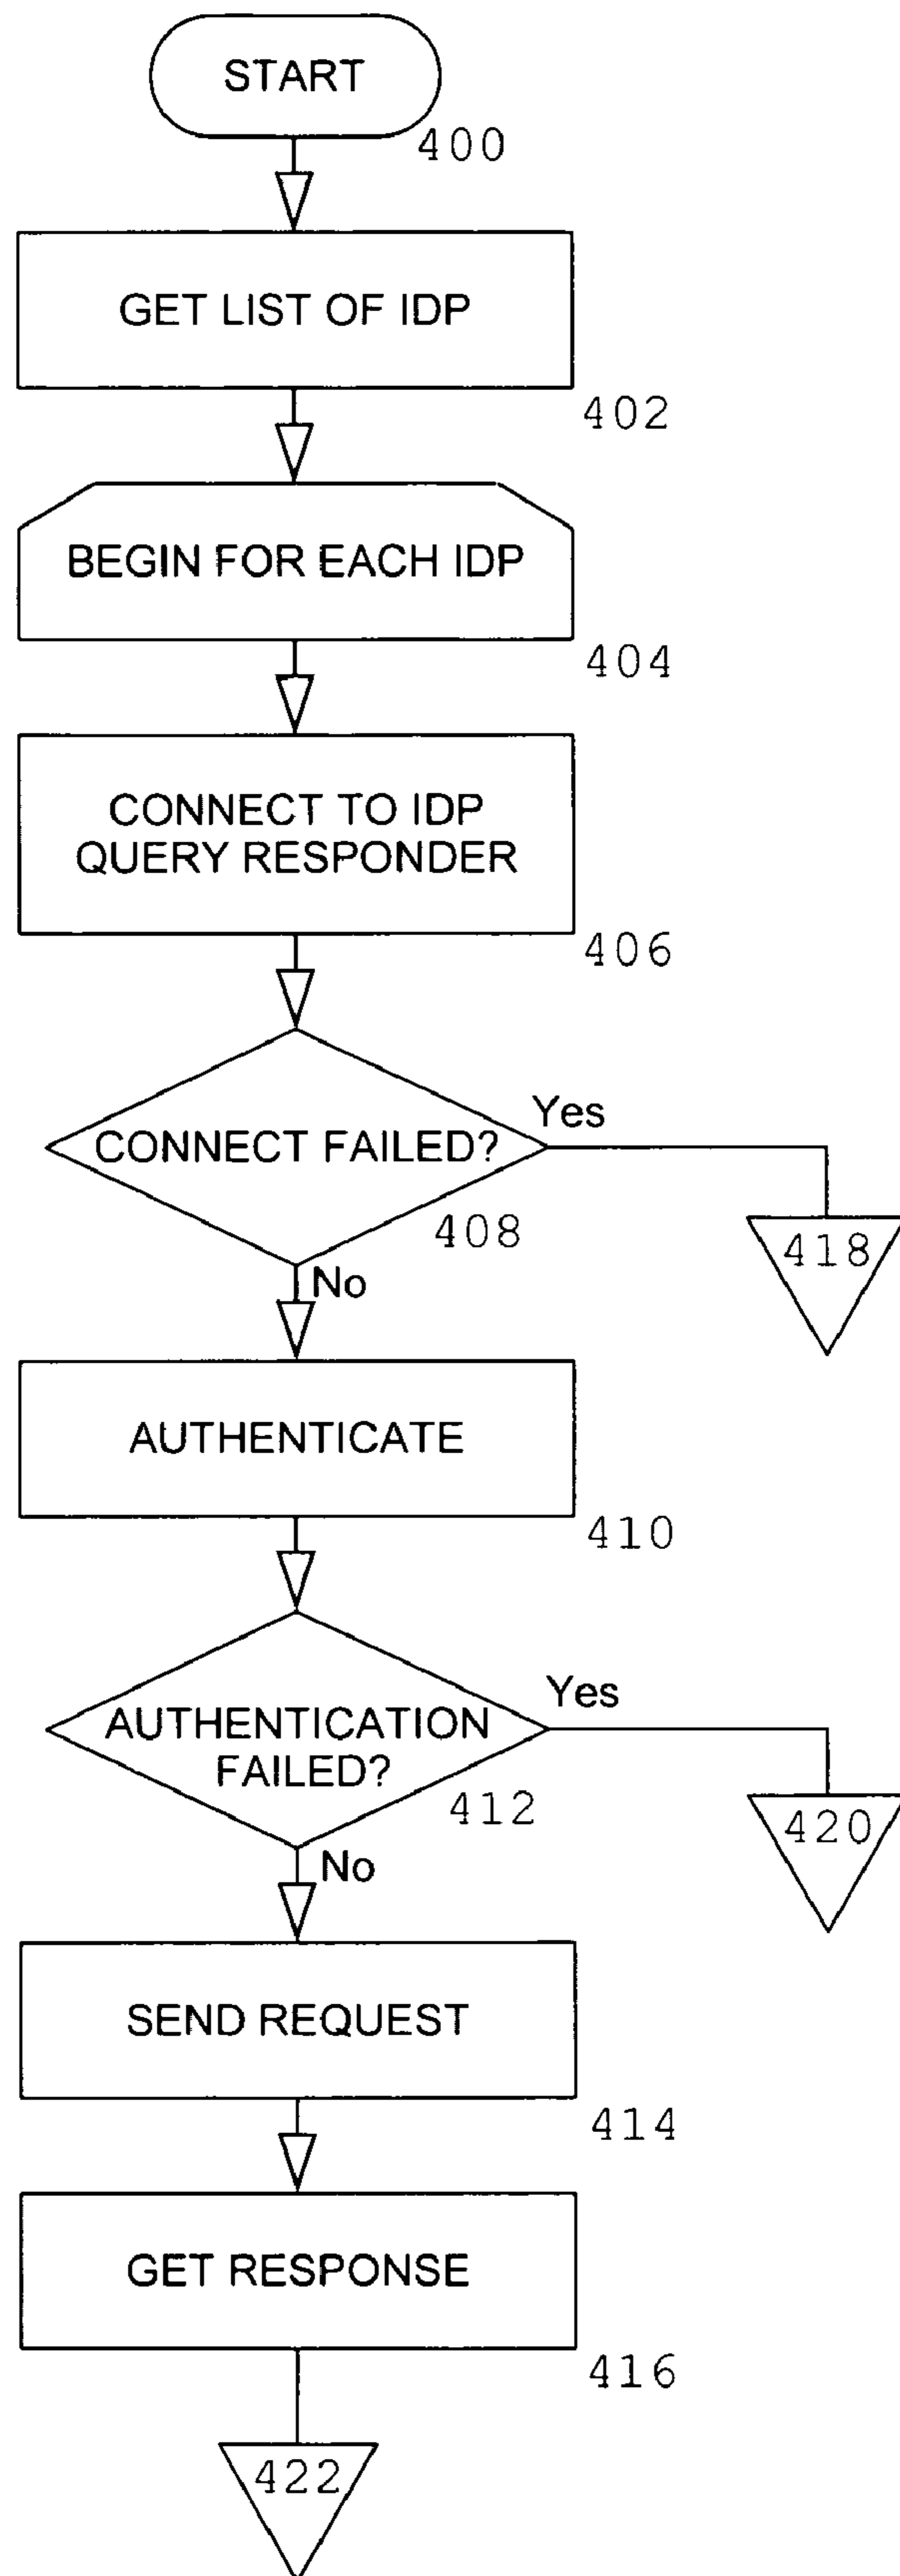 START
400
GET LIST OF IDP
402
BEGIN FOR EACH IDP
404
CONNECT TO IDP
QUERY RESPONDER
406
Yes
CONNECT FAILED?
408
418
No
AUTHENTICATE
410
Yes
AUTHENTICATION
FAILED?
412
420
No
SEND REQUEST
414
GET RESPONSE
416
422